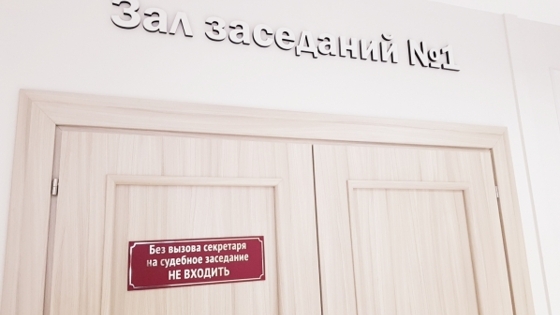 Зал заседаний №1
Без вызова секретаря
на судебное заседание
НЕ ВХОДИТЬ